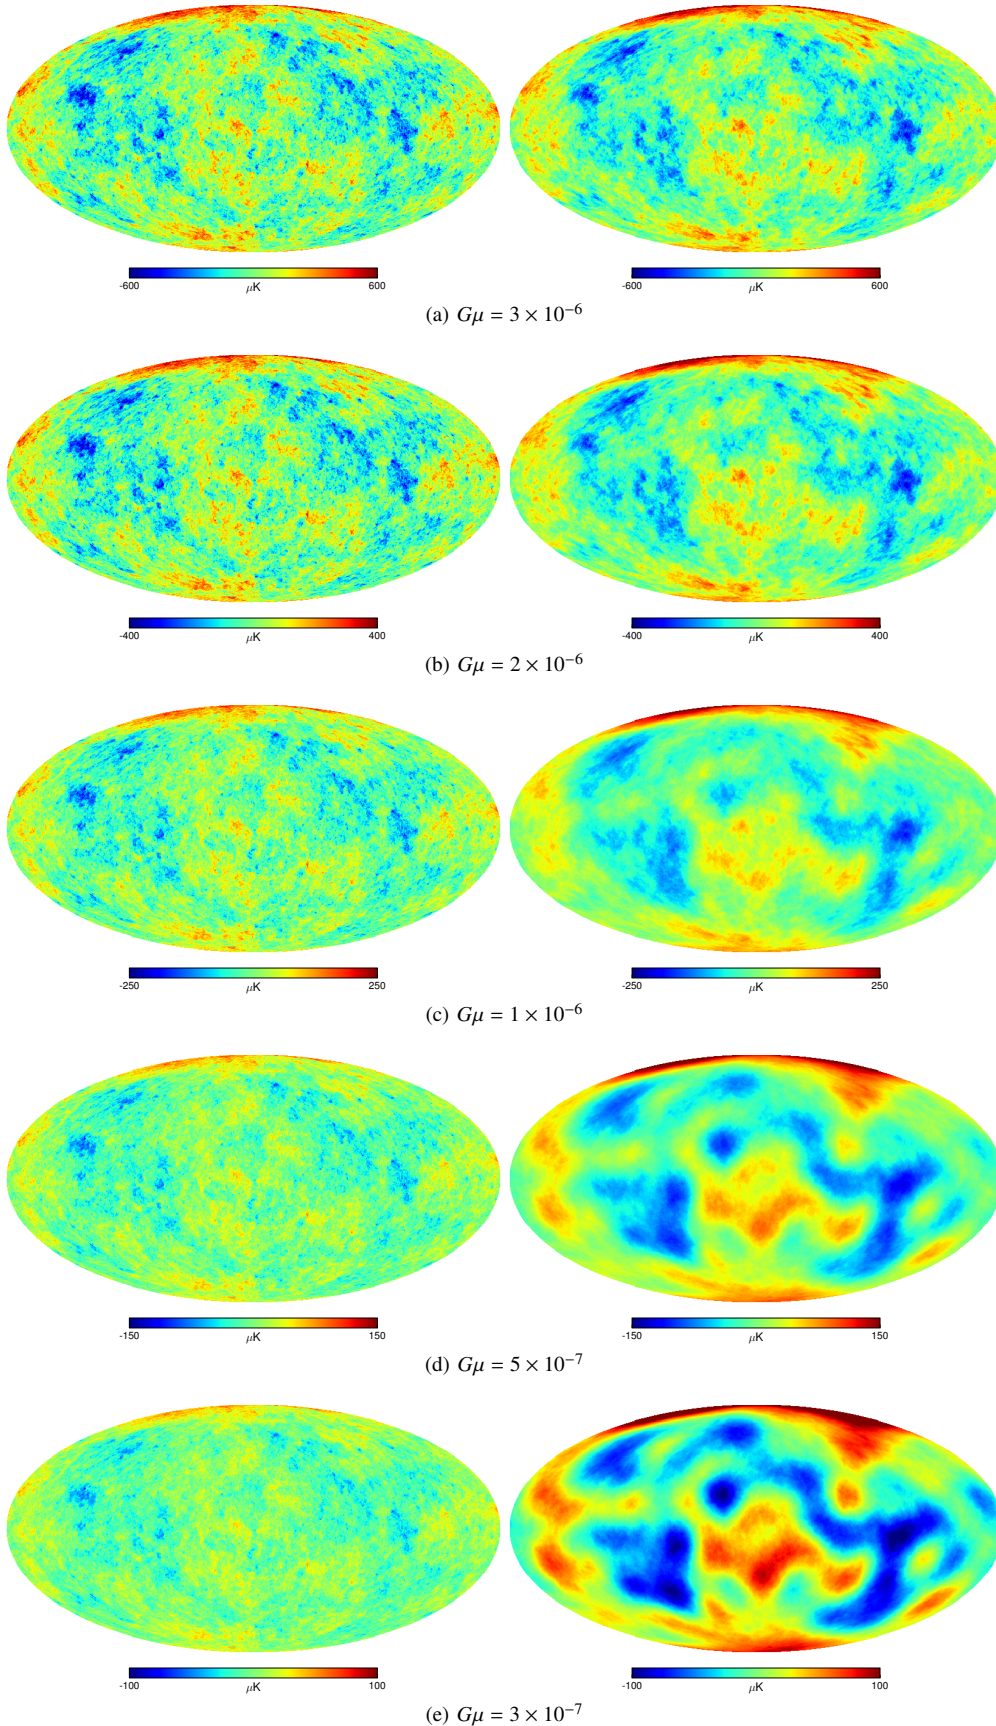 -600 μK 600 -600 μK 600
(a) Gμ = 3 × 10⁻⁶
-400 μK 400 -400 μK 400
(b) Gμ = 2 × 10⁻⁶
-250 μK 250 -250 μK 250
(c) Gμ = 1 × 10⁻⁶
-150 μK 150 -150 μK 150
(d) Gμ = 5 × 10⁻⁷
-100 μK 100 -100 μK 100
(e) Gμ = 3 × 10⁻⁷